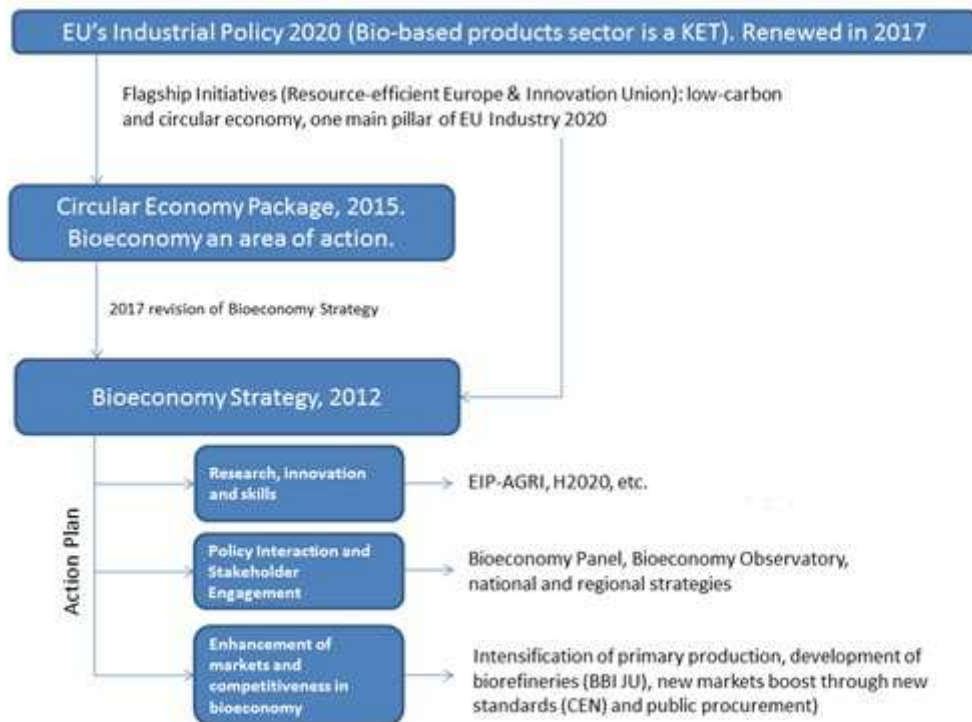 EU's Industrial Policy 2020 (Bio-based products sector is a KET). Renewed in 2017
Flagship Initiatives (Resource-efficient Europe & Innovation Union): low-carbon
and circular economy, one main pillar of EU Industry 2020
Circular Economy Package, 2015.
Bioeconomy an area of action.
2017 revision of Bioeconomy Strategy
Bioeconomy Strategy, 2012
Action Plan
Research, innovation
and skills
EIP-AGRI, H2020, etc.
Policy Interaction and
Stakeholder
Engagement
Bioeconomy Panel, Bioeconomy Observatory,
national and regional strategies
Enhancement of
markets and
competitiveness in
bioeconomy
Intensification of primary production, development of
biorefineries (BBI JU), new markets boost through new
standards (CEN) and public procurement)